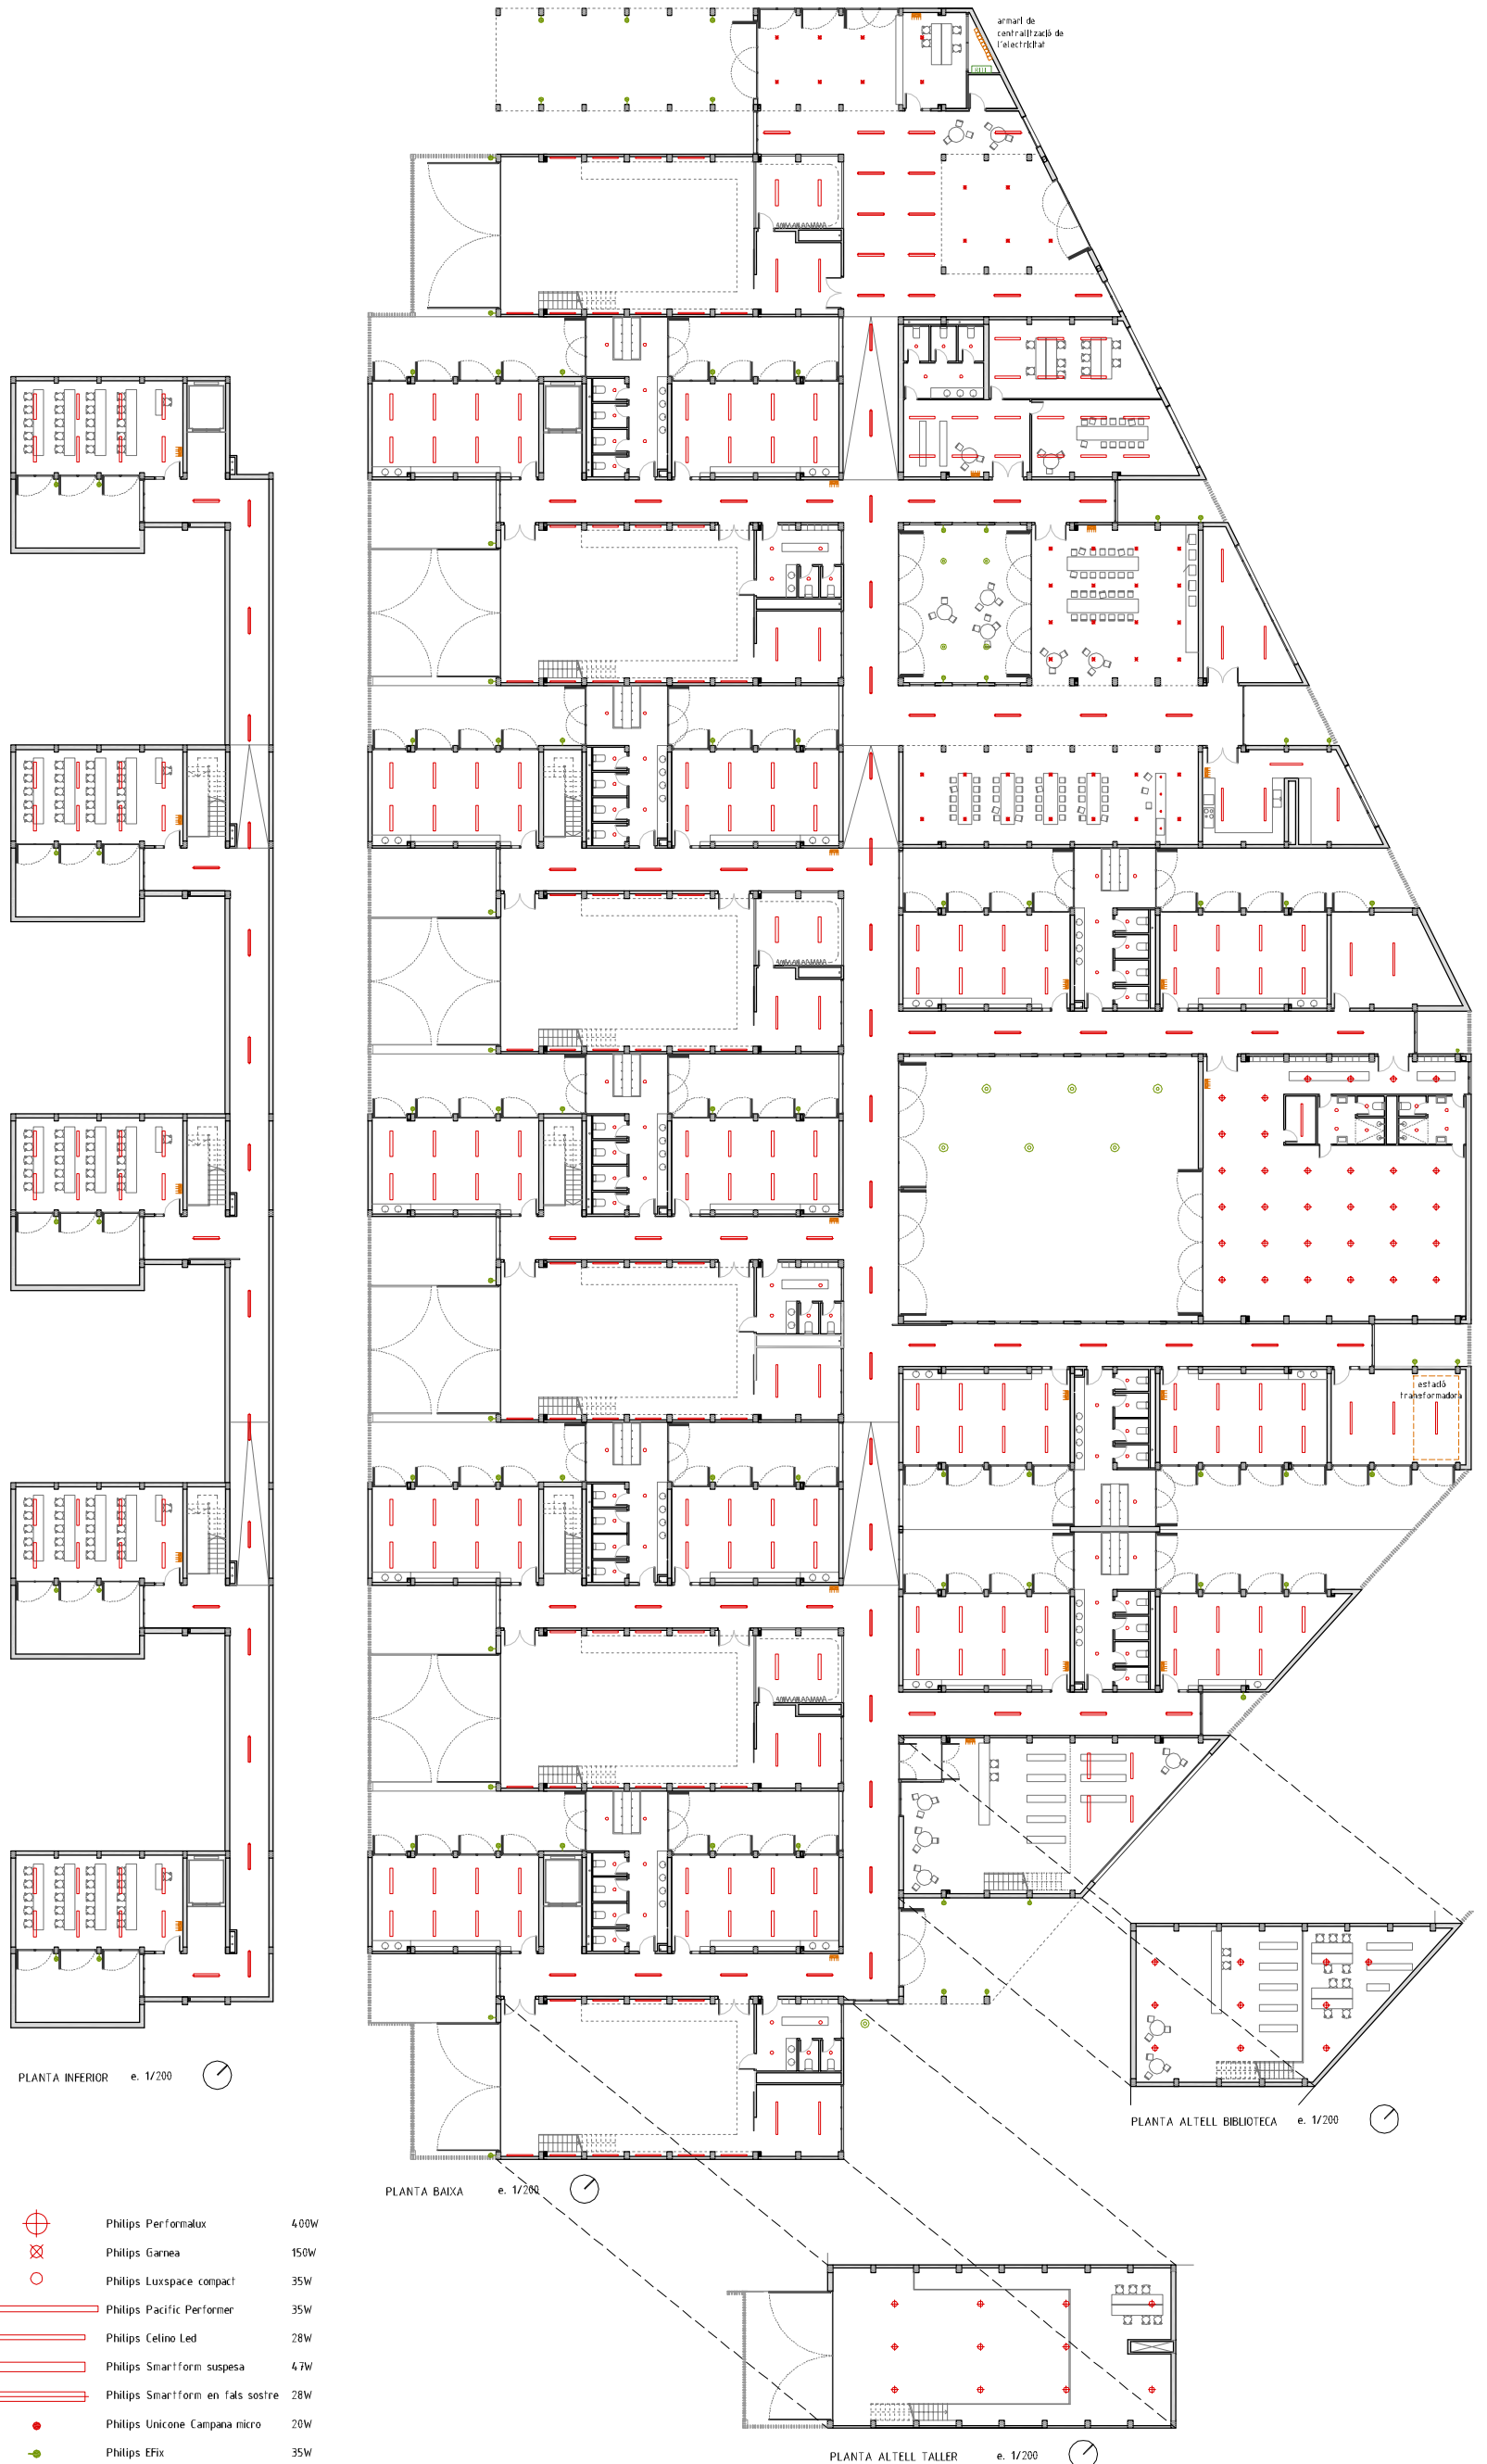 armari de
centralització de
l'electricitat
estació
transformadora
PLANTA INFERIOR e. 1/200
PLANTA ALTELL BIBLIOTECA e. 1/200
PLANTA BAIXA e. 1/200
Philips Performalux 400W
Philips Garnea 150W
Philips Luxspace compact 35W
Philips Pacific Performer 35W
Philips Celino Led 28W
Philips Smartform suspesa 47W
Philips Smartform en fals sostre 28W
Philips Unicone Campana micro 20W
Philips EFix 35W
PLANTA ALTELL TALLER e. 1/200